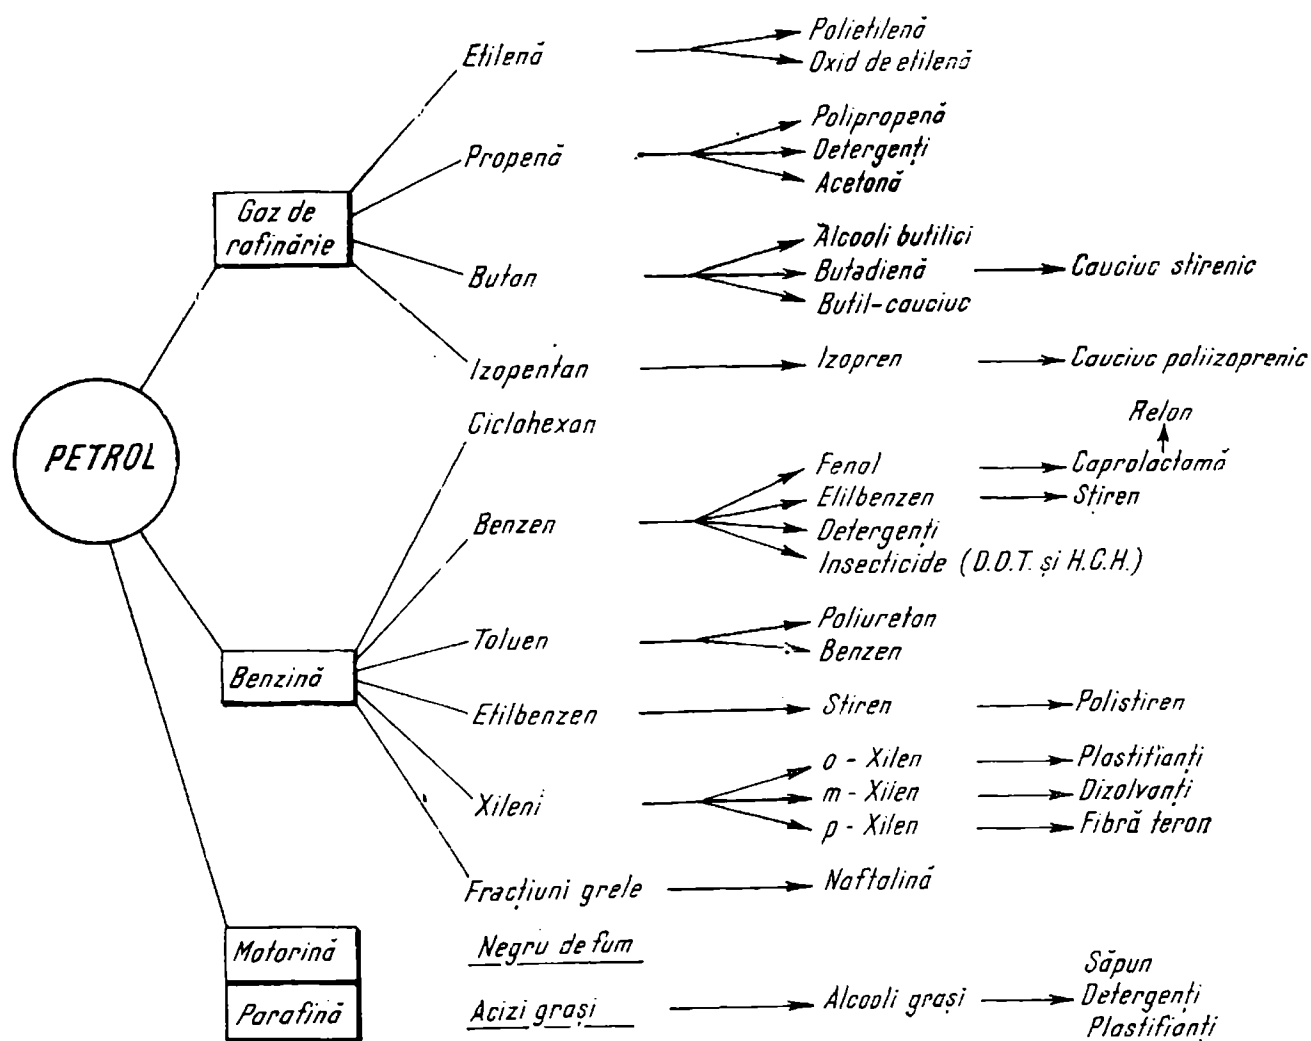 PETROL
Gaz de
rafinărie
Etilenă
Polietilenă
Oxid de etilenă
Propenă
Polipropenă
Detergenți
Acetonă
Butan
Alcooli butilici
Butadienă
Cauciuc stirenic
Butil-cauciuc
Izopentan
Izopren
Cauciuc poliizoprenic
Benzină
Ciclohexan
Benzen
Fenol
Caprolactamă
Relon
Etilbenzen
Stiren
Detergenți
Insecticide (D.D.T. și H.C.H.)
Toluen
Poliuretan
Benzen
Etilbenzen
Stiren
Polistiren
Xileni
o - Xilen
Plastifianți
m - Xilen
Dizolvanți
p - Xilen
Fibră teron
Fracțiuni grele
Naftalină
Motorină
Negru de fum
Parafină
Acizi grași
Alcooli grași
Săpun
Detergenți
Plastifianți